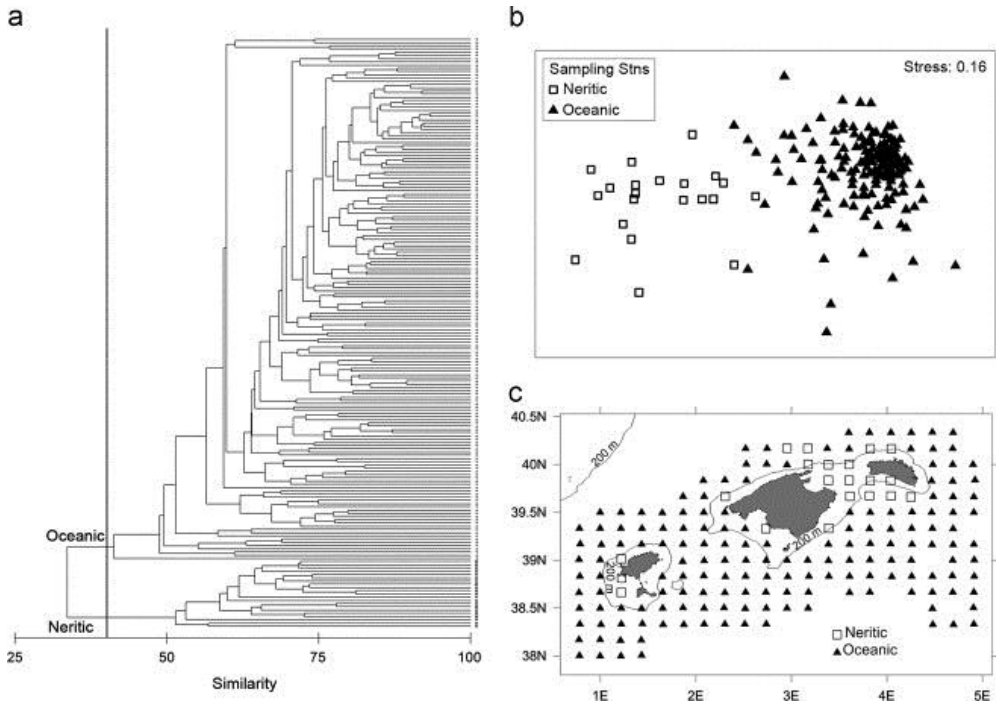 a
Oceanic
Neritic
25
50
75
100
Similarity
b
Sampling Stns
Neritic
Oceanic
Stress: 0.16
c
40.5N
40N
39.5N
39N
38.5N
38N
200 m
200 m
200
Neritic
Oceanic
1E
2E
3E
4E
5E